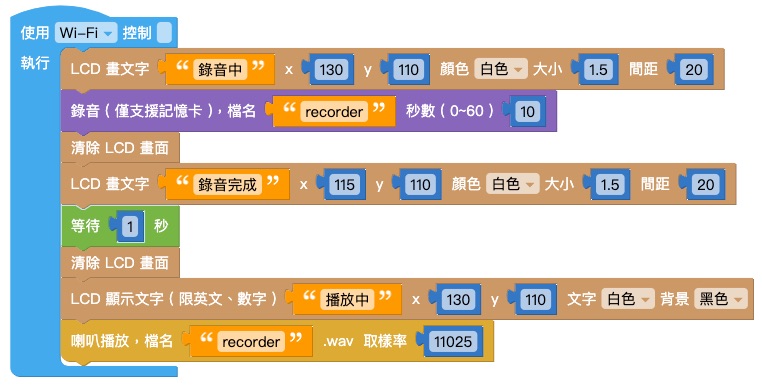 使用 Wi-Fi 控制
執行
LCD 畫文字 “ 錄音中 ” x 130 y 110 顏色 白色 大小 1.5 間距 20
錄音 ( 僅支援記憶卡 )，檔名 “ recorder ” 秒數 ( 0~60 ) 10
清除 LCD 畫面
LCD 畫文字 “ 錄音完成 ” x 115 y 110 顏色 白色 大小 1.5 間距 20
等待 1 秒
清除 LCD 畫面
LCD 顯示文字 ( 限英文、數字 ) “ 播放中 ” x 130 y 110 文字 白色 背景 黑色
喇叭播放，檔名 “ recorder ” .wav 取樣率 11025